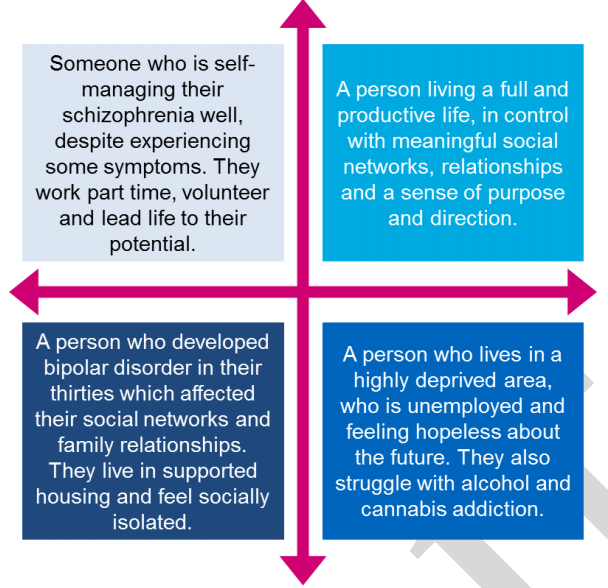 Someone who is self-
managing their
schizophrenia well,
despite experiencing
some symptoms. They
work part time, volunteer
and lead life to their
potential.
A person living a full and
productive life, in control
with meaningful social
networks, relationships
and a sense of purpose
and direction.
A person who developed
bipolar disorder in their
thirties which affected
their social networks and
family relationships.
They live in supported
housing and feel socially
isolated.
A person who lives in a
highly deprived area,
who is unemployed and
feeling hopeless about
the future. They also
struggle with alcohol and
cannabis addiction.